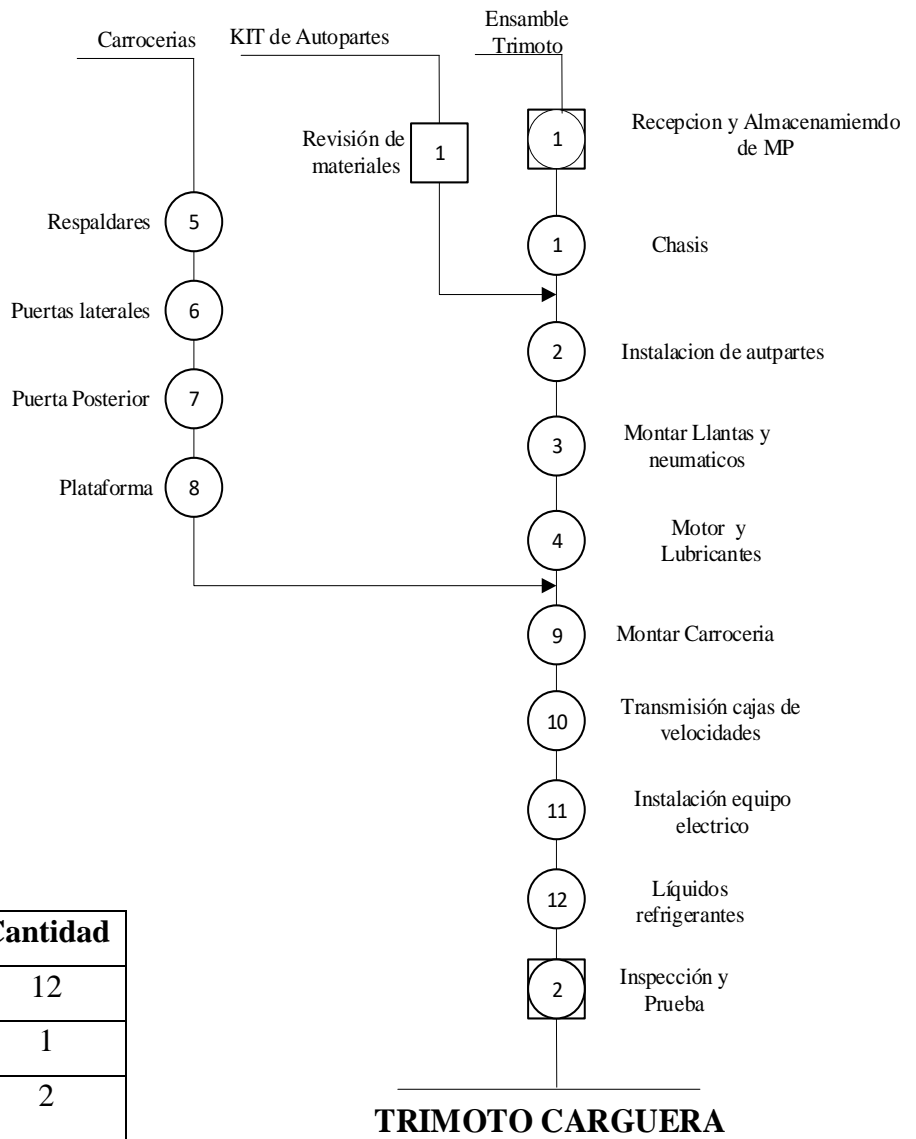 Carrocerias
KIT de Autopartes
Ensamble
Trimoto
Revisión de
materiales
1
1
Recepcion y Almacenamiemdo
de MP
Respaldares
5
1
Chasis
Puertas laterales
6
2
Instalacion de autpartes
Puerta Posterior
7
3
Montar Llantas y
neumaticos
Plataforma
8
4
Motor y
Lubricantes
9
Montar Carroceria
10
Transmisión cajas de
velocidades
11
Instalación equipo
electrico
12
Líquidos
refrigerantes
2
Inspección y
Prueba
Cantidad
12
1
2
TRIMOTO CARGUERA